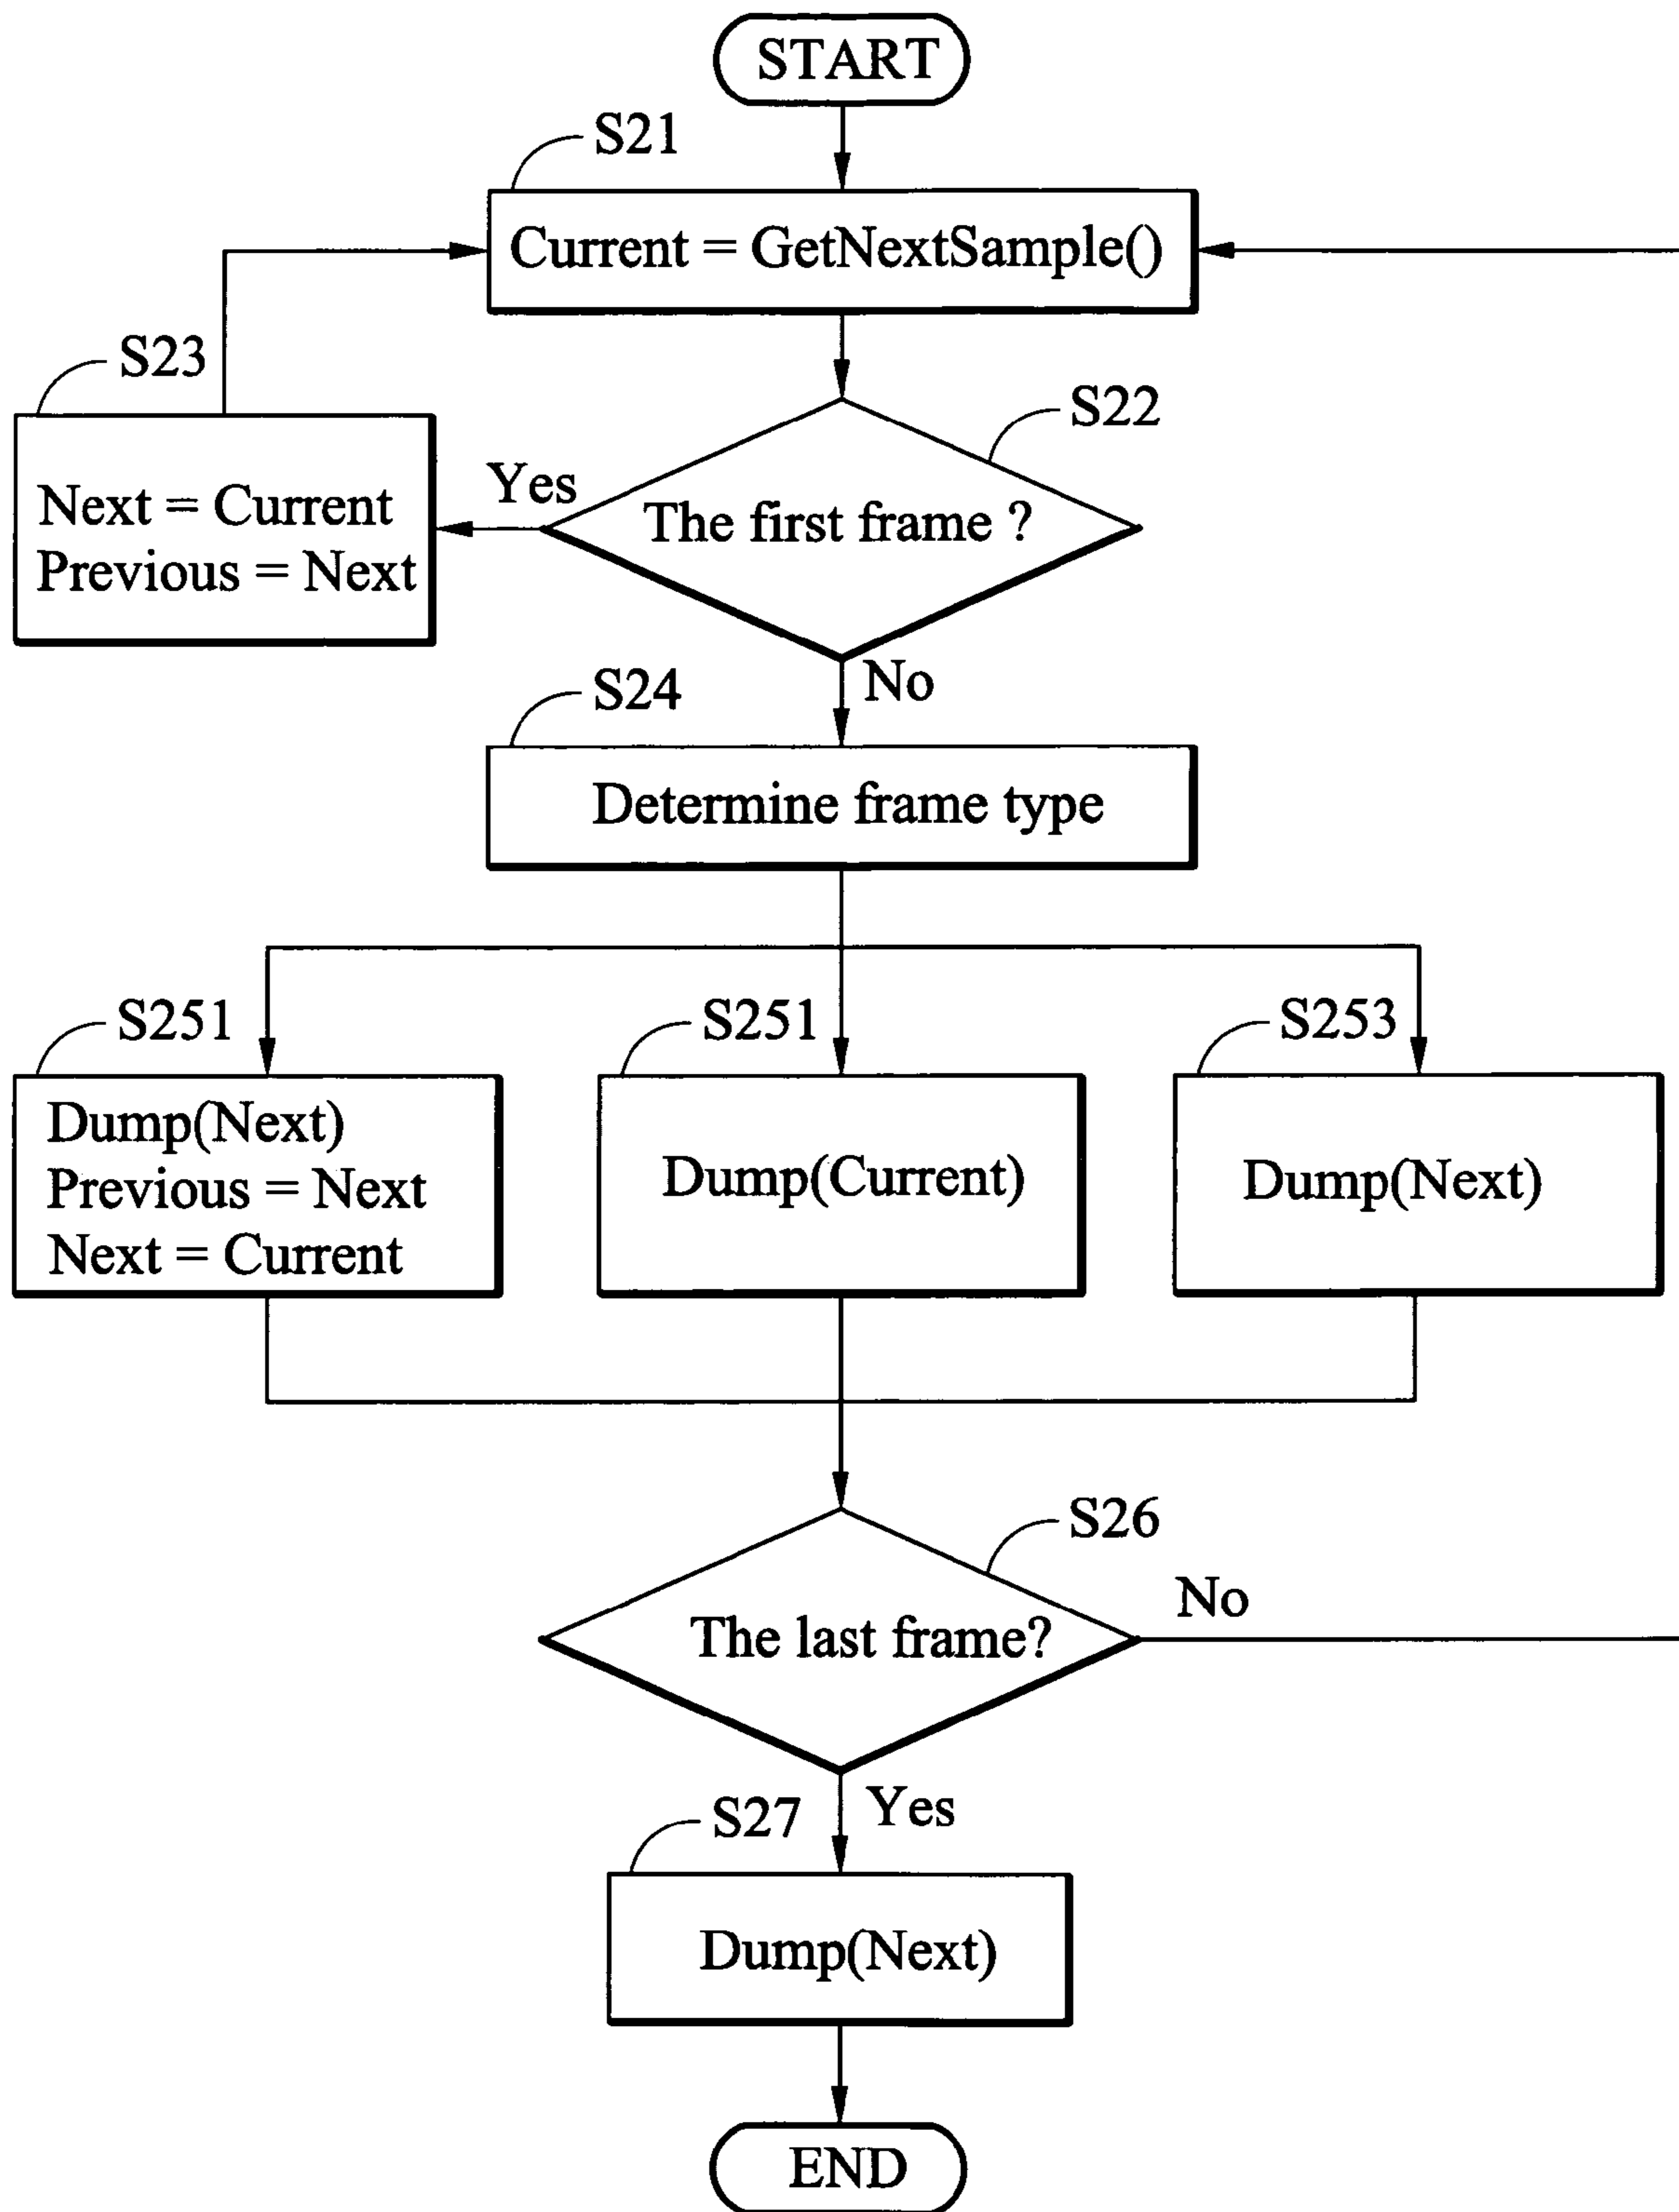 START
S21
Current = GetNextSample()
S23
S22
Next = Current
Previous = Next
Yes
The first frame ?
No
S24
Determine frame type
S251
S251
S253
Dump(Next)
Previous = Next
Next = Current
Dump(Current)
Dump(Next)
S26
The last frame?
No
Yes
S27
Dump(Next)
END